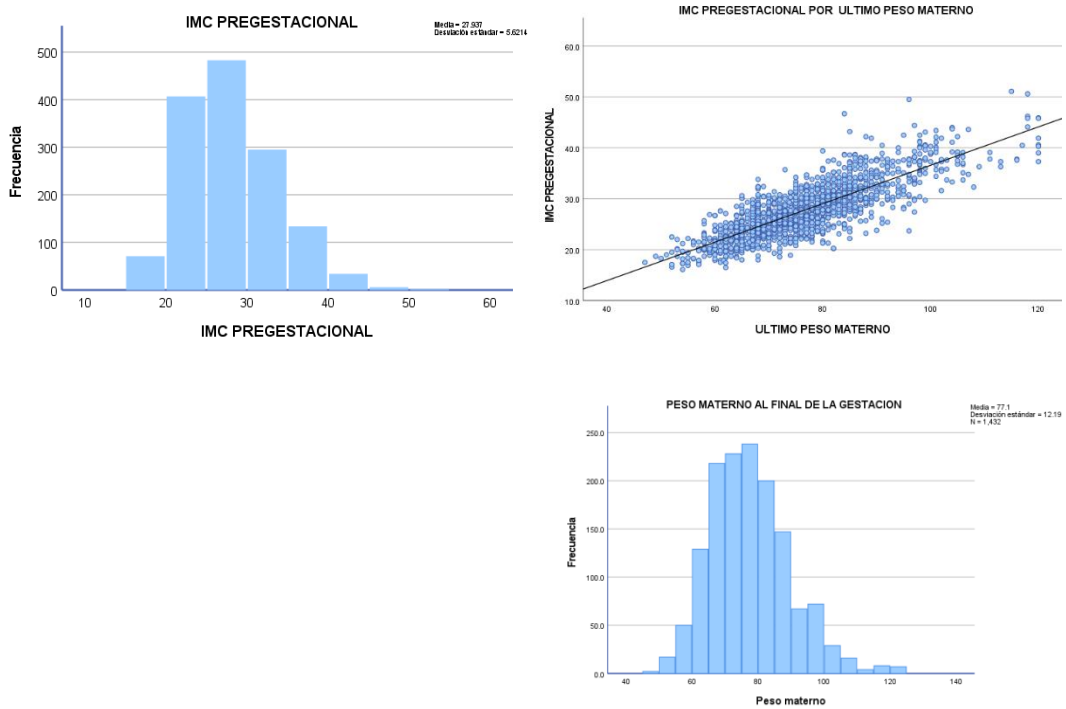 IMC PREGESTACIONAL
Media = 27.937
Desviación estándar = 5.6214
500
400
300
200
100
0
Frecuencia
10 20 30 40 50 60
IMC PREGESTACIONAL
IMC PREGESTACIONAL POR ULTIMO PESO MATERNO
60.0
50.0
40.0
30.0
20.0
10.0
IMC PREGESTACIONAL
40 60 80 100 120
ULTIMO PESO MATERNO
PESO MATERNO AL FINAL DE LA GESTACION
Media = 77.1
Desviación estándar = 12.19
N = 1,432
250.0
200.0
150.0
100.0
50.0
0.0
Frecuencia
40 60 80 100 120 140
Peso materno